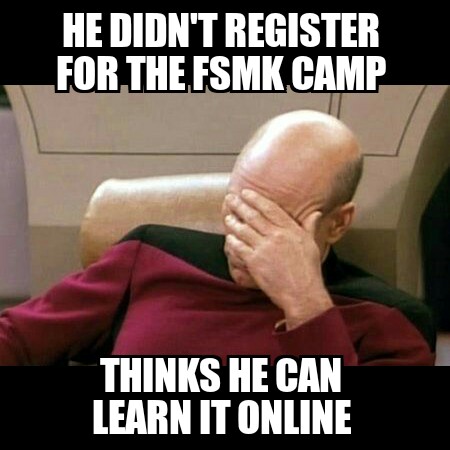 HE DIDN'T REGISTER
FOR THE FSMK CAMP
THINKS HE CAN
LEARN IT ONLINE